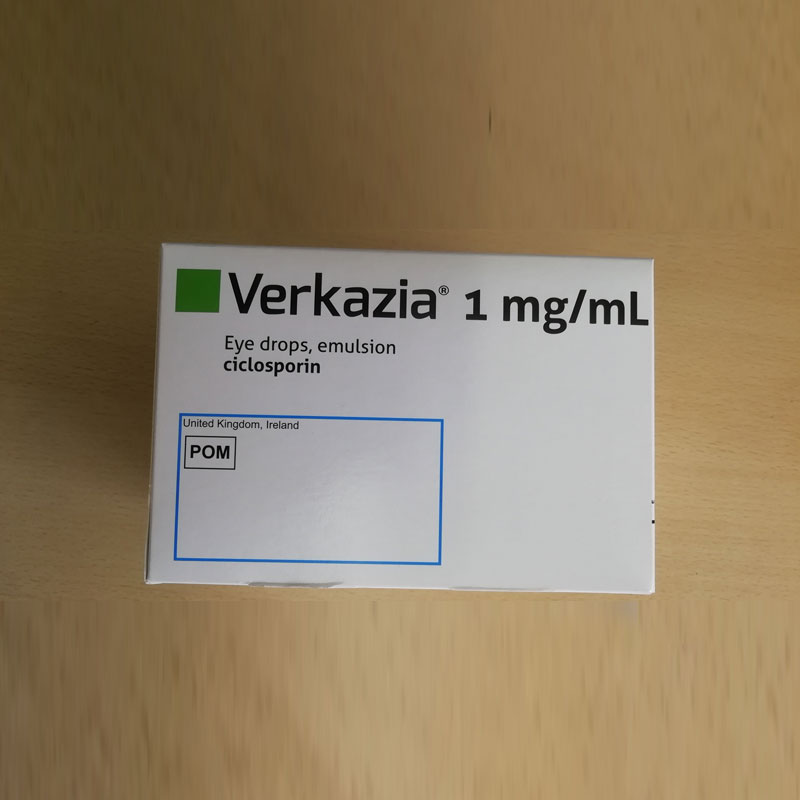 Verkazia® 1 mg/mL
Eye drops, emulsion
ciclosporin
United Kingdom, Ireland
POM